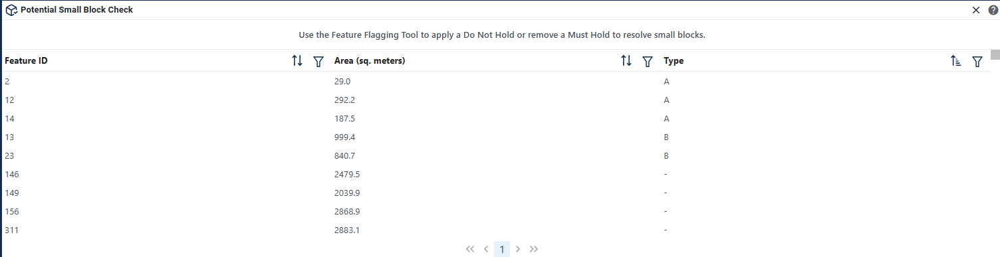 Potential Small Block Check
Use the Feature Flagging Tool to apply a Do Not Hold or remove a Must Hold to resolve small blocks.
Feature ID Area (sq. meters) Type
2 29.0 A
12 292.2 A
14 187.5 A
13 999.4 B
23 840.7 B
146 2479.5 -
149 2039.9 -
156 2868.9 -
311 2883.1 -
« ‹ 1 › »